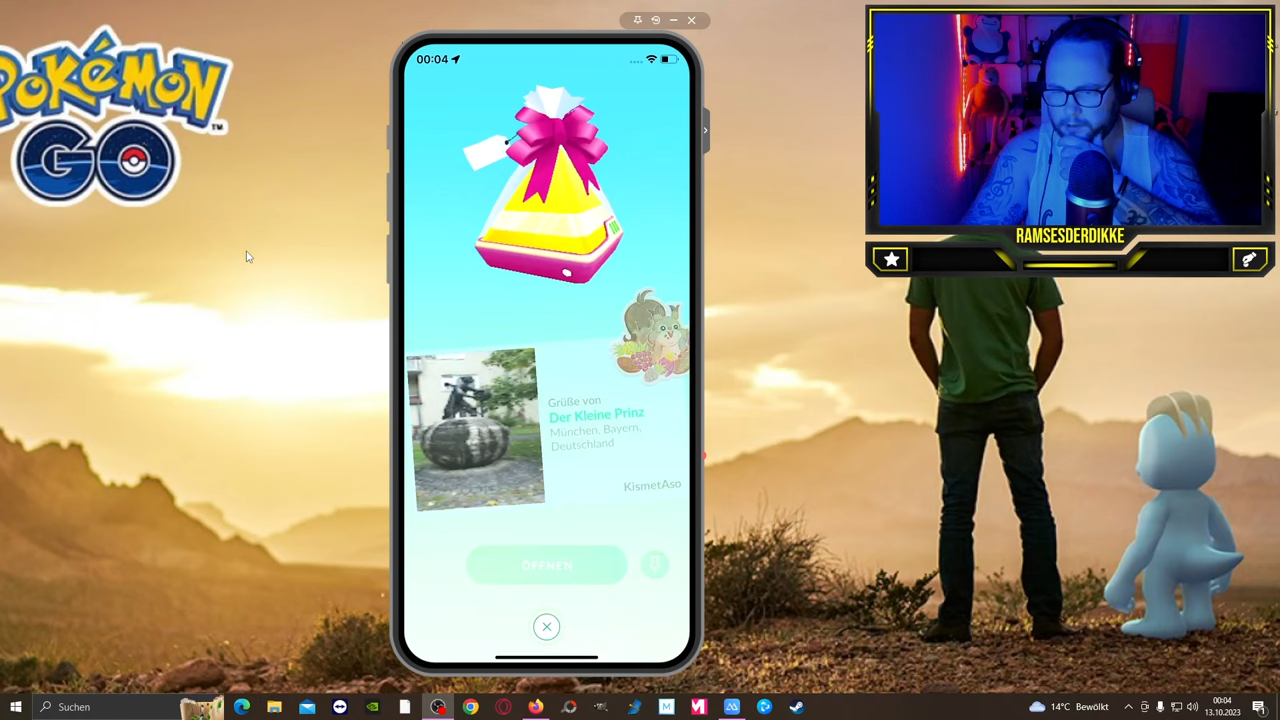 POKÉMON
GO
TM
00:04
Grüße von
Der Kleine Prinz
München, Bayern,
Deutschland
KismetAso
ÖFFNEN
RAMSESDERDIKKE
Suchen
14°C Bewölkt
00:04
13.10.2023